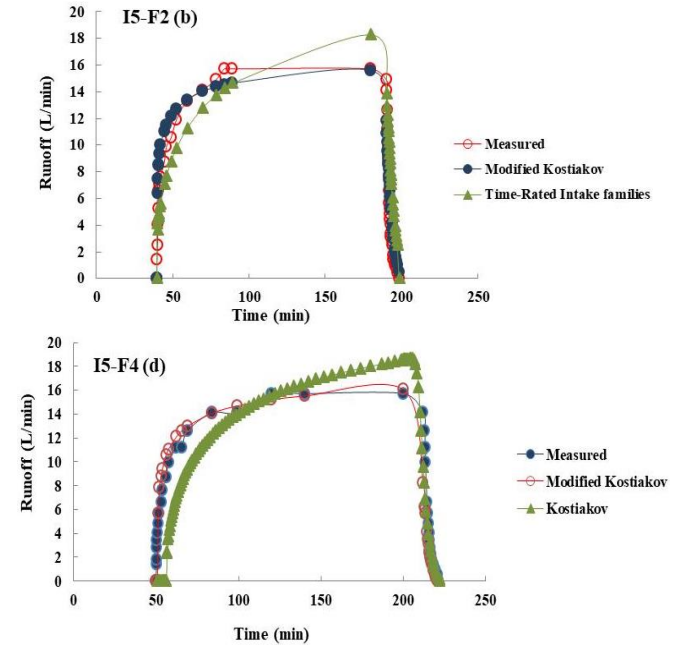 I5-F2 (b)
20
18
16
14
12
10
8
6
4
2
0
Runoff (L/min)
0 50 100 150 200 250
Time (min)
Measured
Modified Kostiakov
Time-Rated Intake families
I5-F4 (d)
20
18
16
14
12
10
8
6
4
2
0
Runoff (L/min)
0 50 100 150 200 250
Time (min)
Measured
Modified Kostiakov
Kostiakov